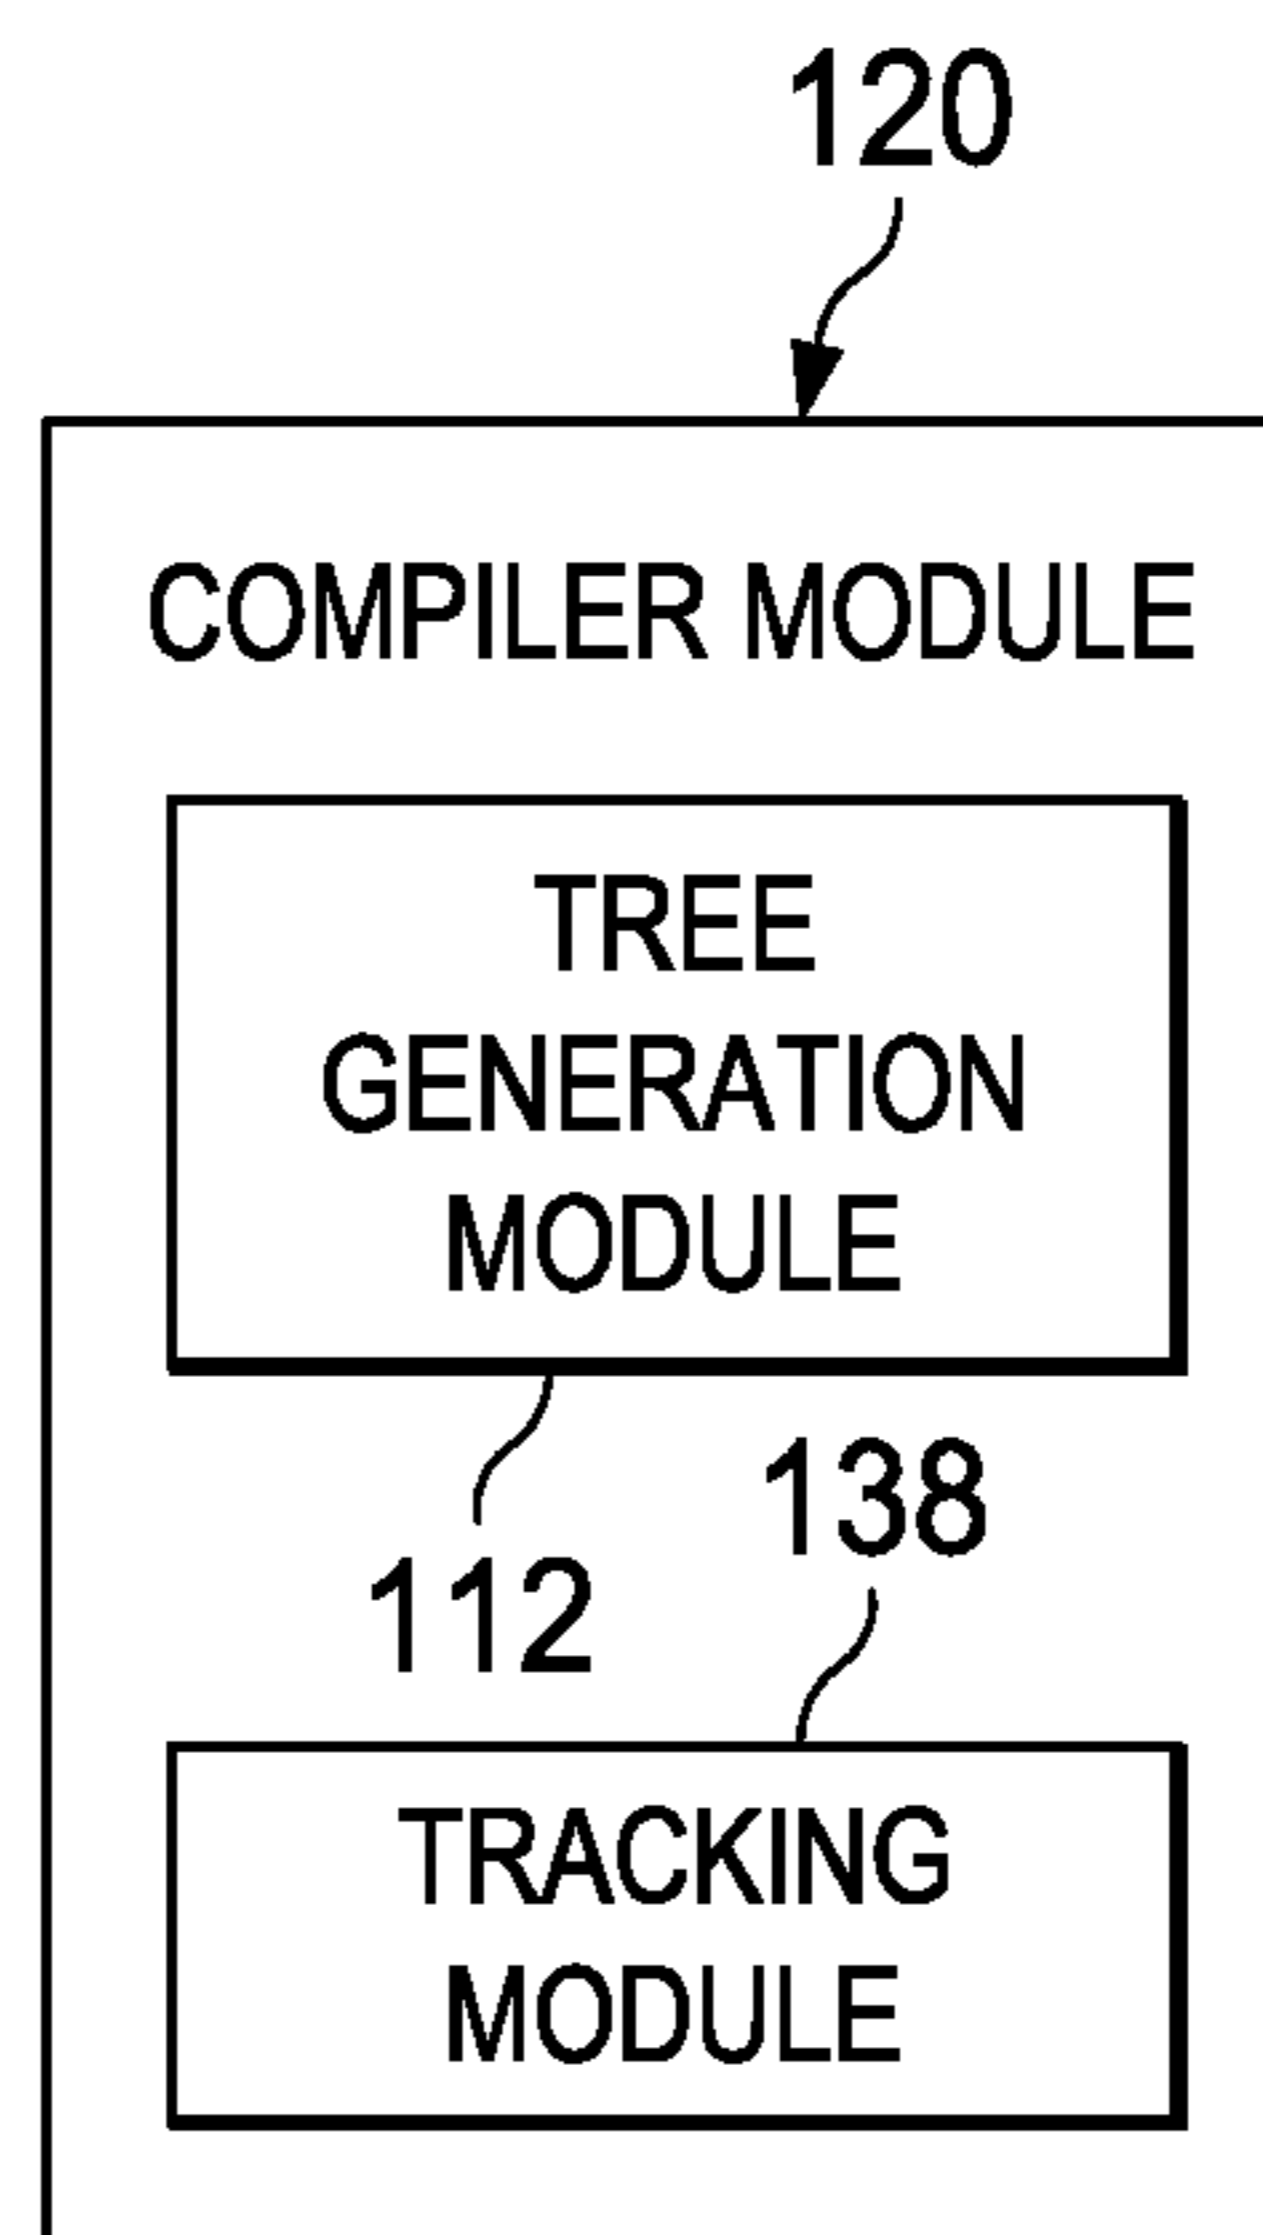 120
COMPILER MODULE
TREE
GENERATION
MODULE
138
112
TRACKING
MODULE